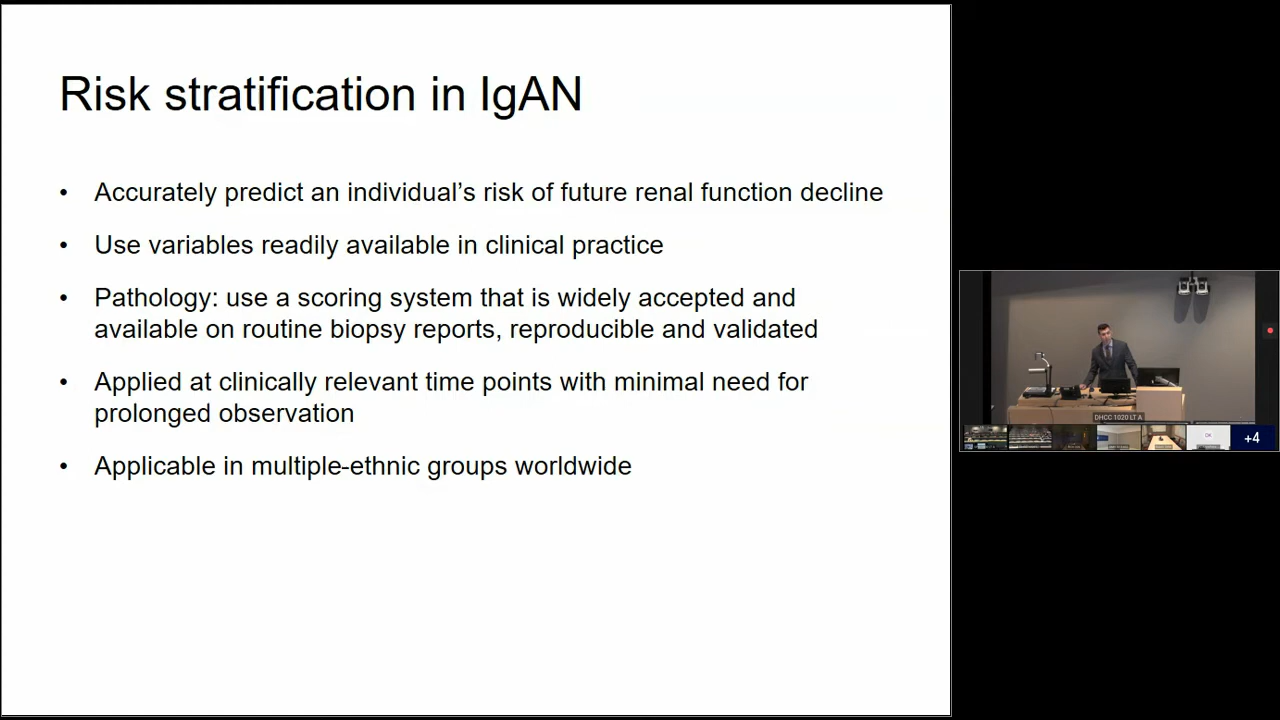 Risk stratification in IgAN
• Accurately predict an individual’s risk of future renal function decline
• Use variables readily available in clinical practice
• Pathology: use a scoring system that is widely accepted and
available on routine biopsy reports, reproducible and validated
• Applied at clinically relevant time points with minimal need for
prolonged observation
• Applicable in multiple-ethnic groups worldwide
DHCC 1020 LT A
+4